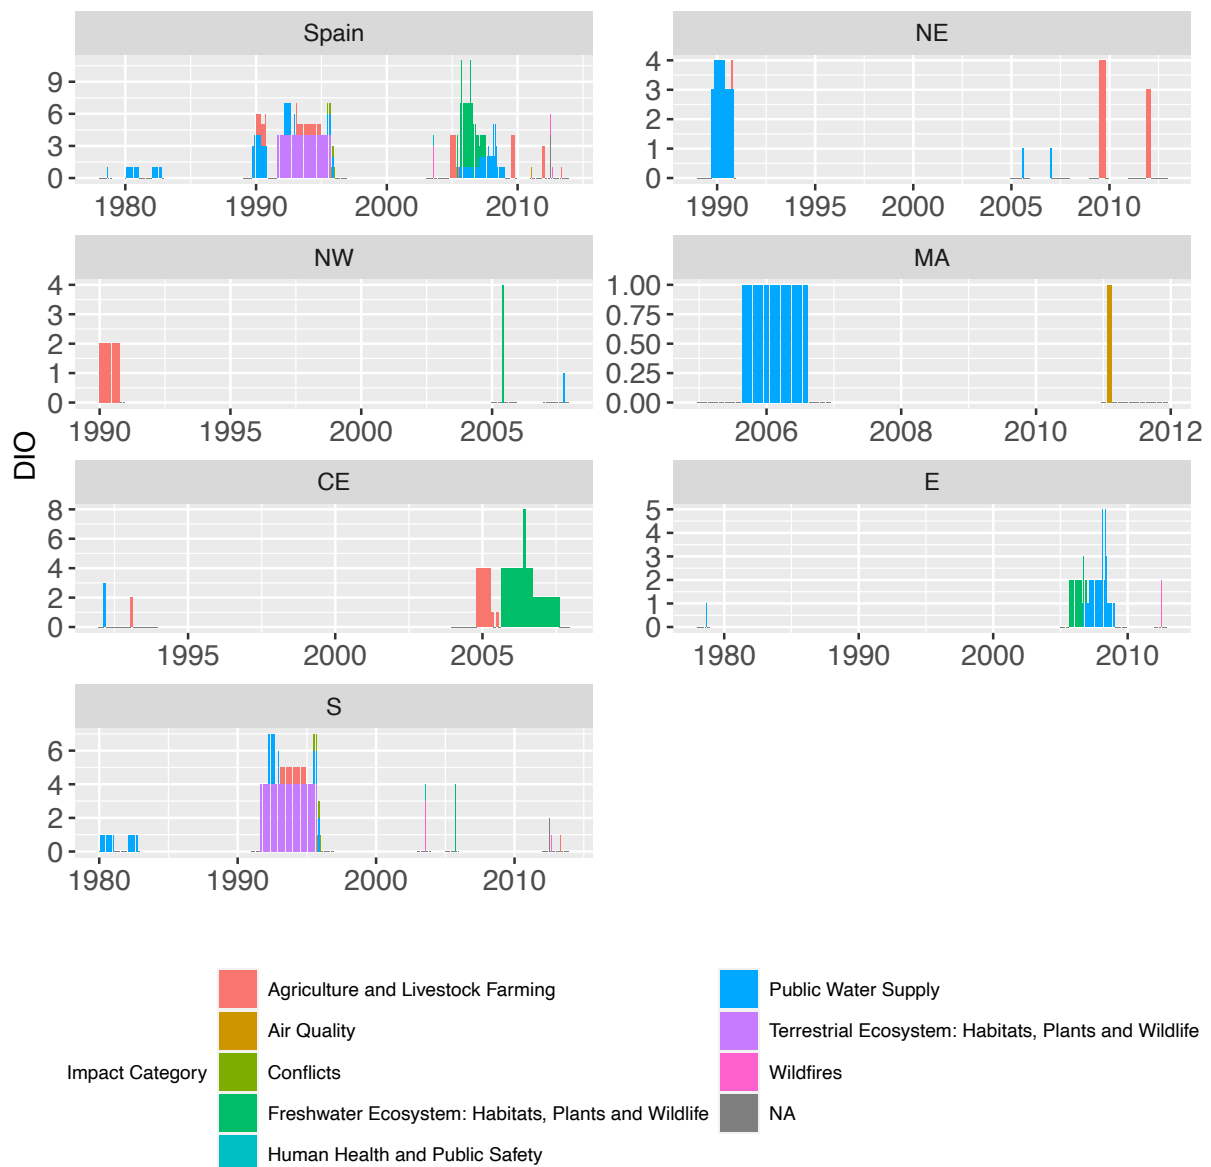 Spain
9
6
3
0
1980 1990 2000 2010
NE
4
3
2
1
0
1990 1995 2000 2005 2010
NW
4
3
2
1
0
1990 1995 2000 2005
MA
1.00
0.75
0.50
0.25
0.00
2006 2008 2010 2012
DIO
CE
8
6
4
2
0
1995 2000 2005
E
5
4
3
2
1
0
1980 1990 2000 2010
S
6
4
2
0
1980 1990 2000 2010
Impact Category
Agriculture and Livestock Farming
Air Quality
Conflicts
Freshwater Ecosystem: Habitats, Plants and Wildlife
Human Health and Public Safety
Public Water Supply
Terrestrial Ecosystem: Habitats, Plants and Wildlife
Wildfires
NA